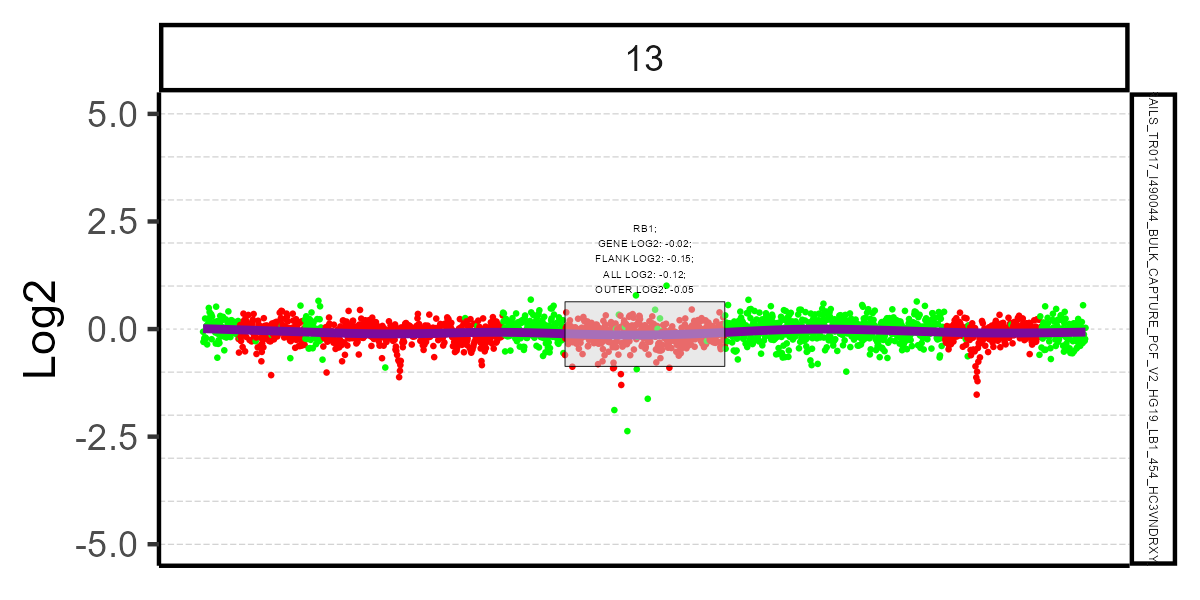 13
5.0
2.5
0.0
-2.5
-5.0
Log2
RB1;
GENE LOG2: -0.02;
FLANK LOG2: -0.15;
ALL LOG2: -0.12;
OUTER LOG2: -0.05
AILS_TR017_I490044_BULK_CAPTURE_PCF_V2_HG19_LB1_454_HC3VNDRXY